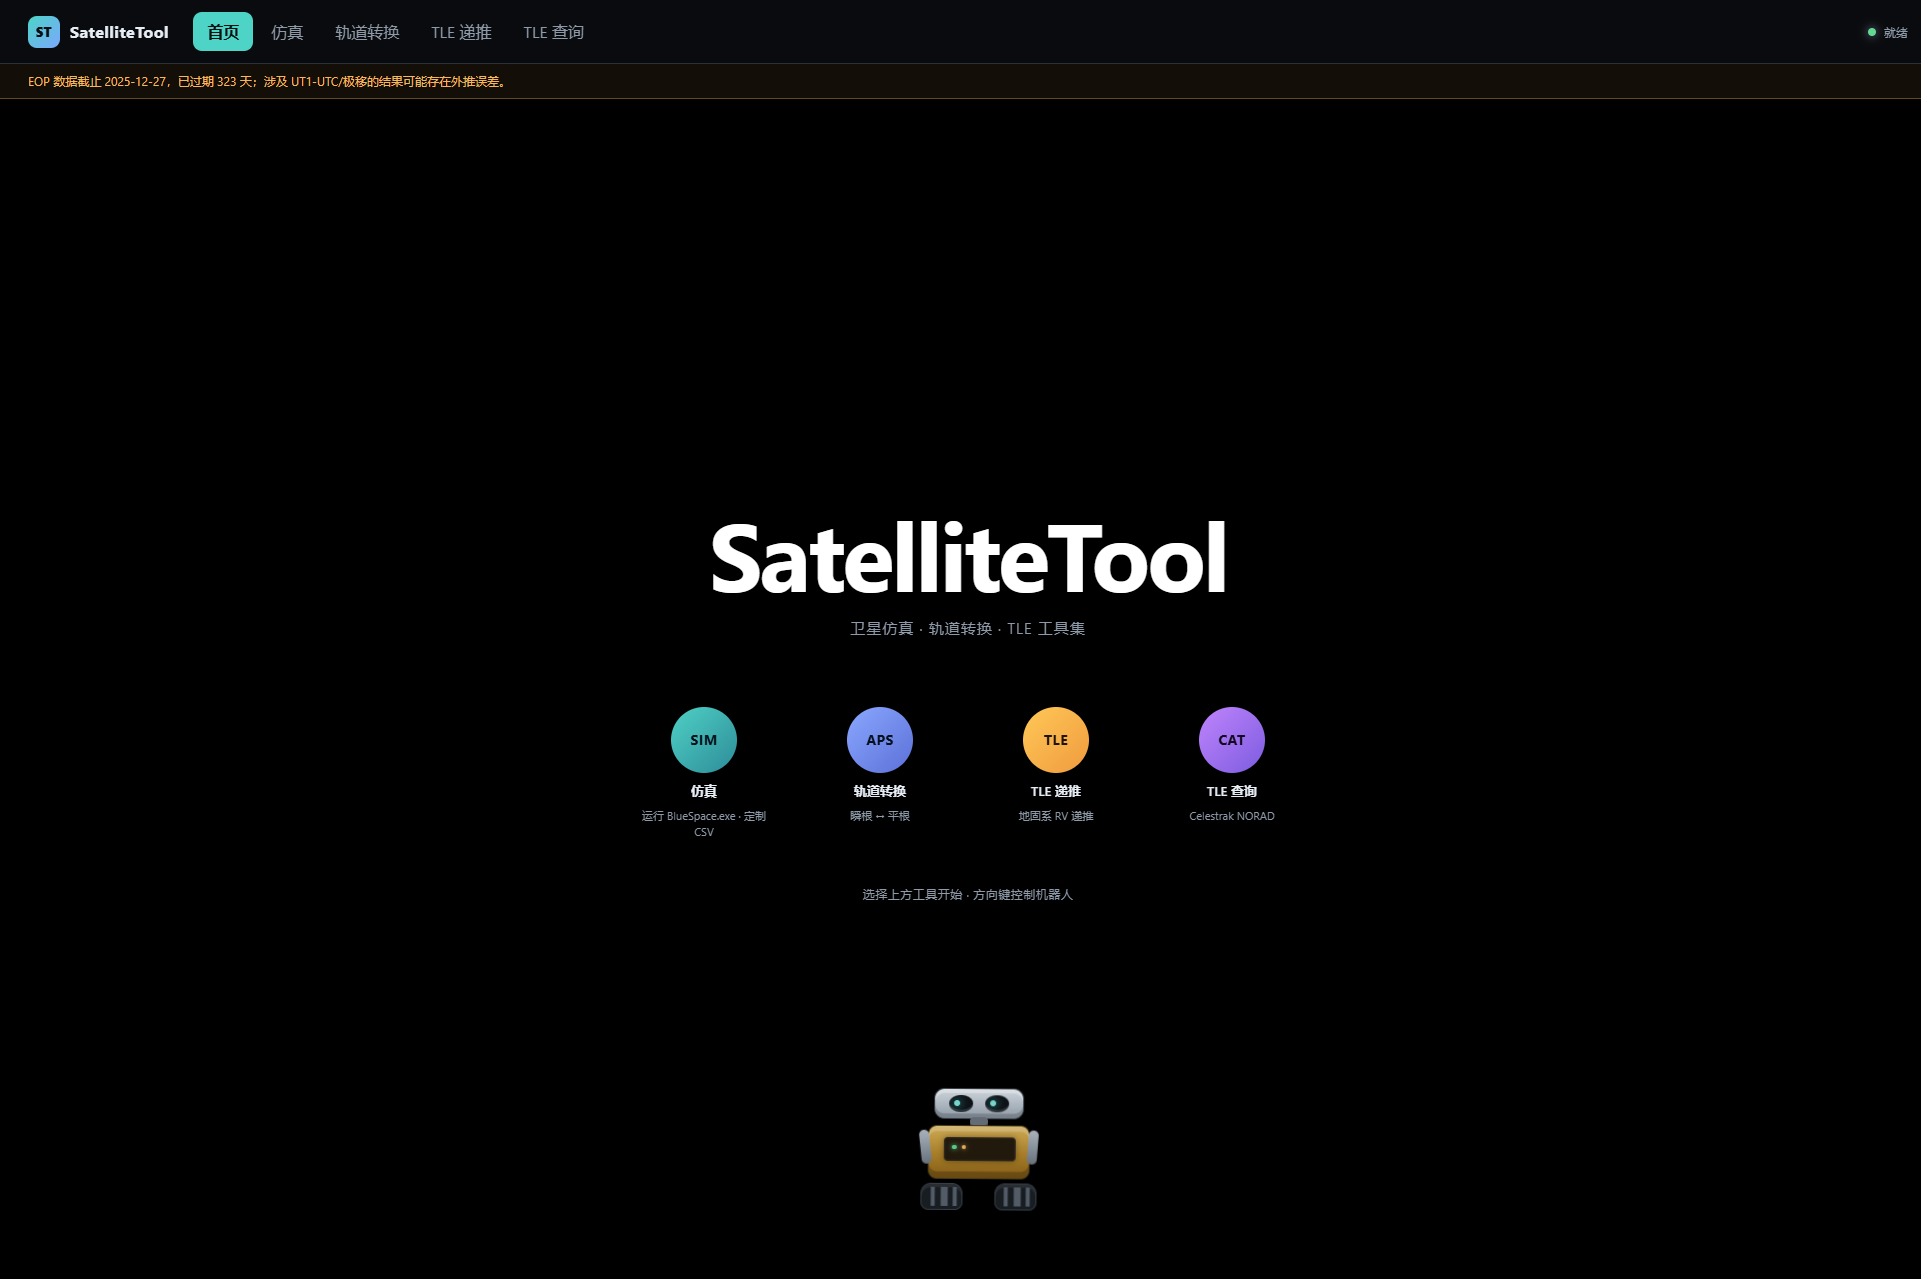 ST SatelliteTool 首页 仿真 轨道转换 TLE 递推 TLE 查询 就绪
EOP 数据截止 2025-12-27，已过期 323 天；涉及 UT1-UTC/极移的结果可能存在外推误差。
SatelliteTool
卫星仿真 · 轨道转换 · TLE 工具集
SIM APS TLE CAT
仿真 轨道转换 TLE 递推 TLE 查询
运行 BlueSpace.exe · 定制 瞬根 ↔ 平根 地固系 RV 递推 Celestrak NORAD
CSV
选择上方工具开始 · 方向键控制机器人